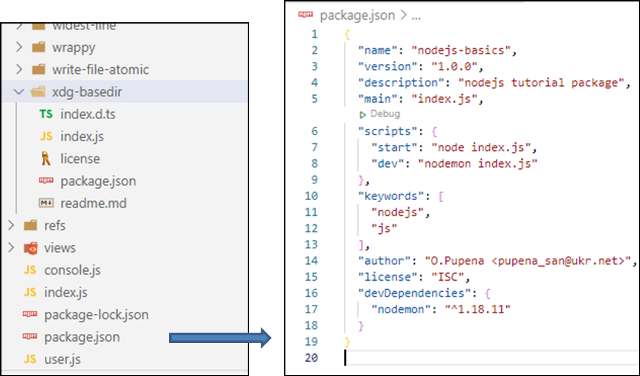 widest-line
wrappy
write-file-atomic
xdg-basedir
TS index.d.ts
JS index.js
license
package.json
readme.md
refs
views
JS console.js
JS index.js
package-lock.json
package.json
JS user.js
package.json > ...
1 {
2 "name": "nodejs-basics",
3 "version": "1.0.0",
4 "description": "nodejs tutorial package",
5 "main": "index.js",
Debug
6 "scripts": {
7 "start": "node index.js",
8 "dev": "nodemon index.js"
9 },
10 "keywords": [
11 "nodejs",
12 "js"
13 ],
14 "author": "O.Pupena <pupena_san@ukr.net>",
15 "license": "ISC",
16 "devDependencies": {
17 "nodemon": "^1.18.11"
18 }
19 }
20